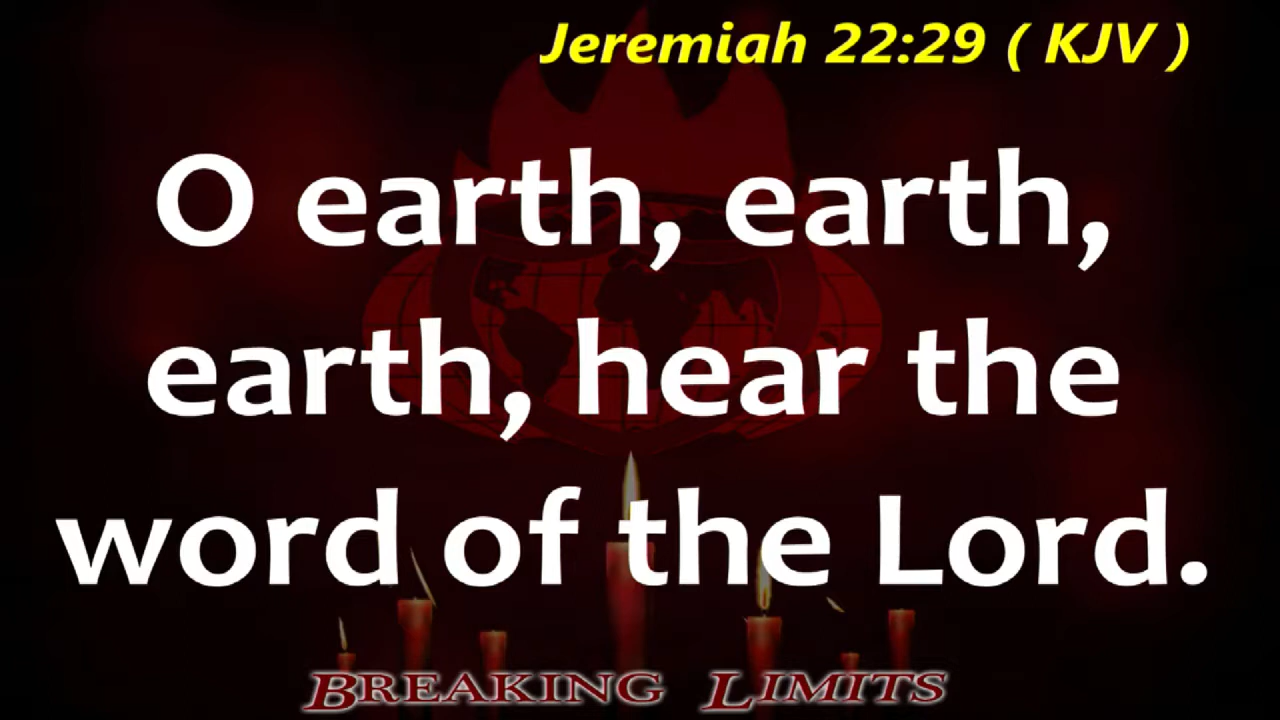 Jeremiah 22:29 ( KJV )
O earth, earth,
earth, hear the
word of the Lord.
BREAKING LIMITS